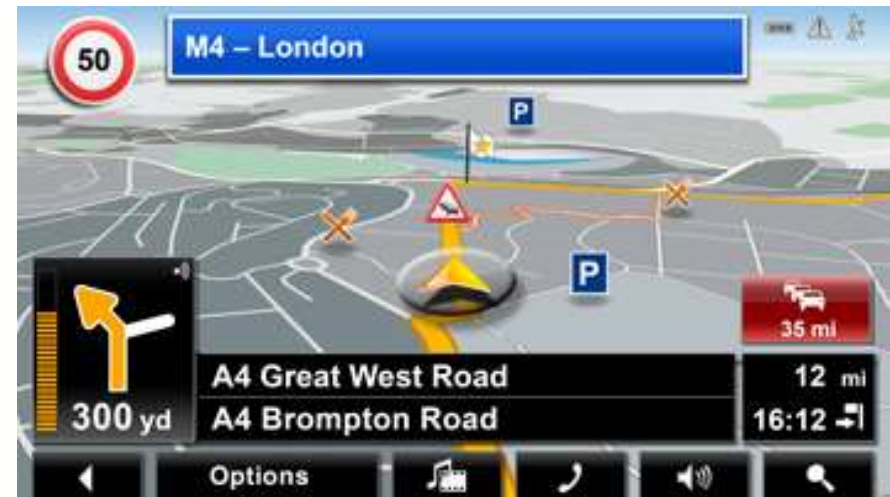 50
M4 – London
P
P
35 mi
300 yd
A4 Great West Road
12 mi
A4 Brompton Road
16:12
Options